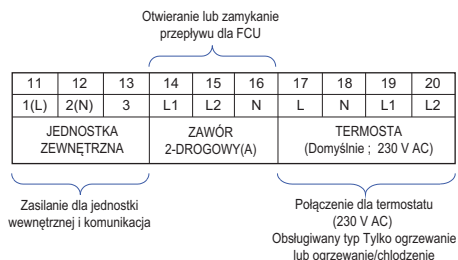 Otwieranie lub zamykanie
przepływu dla FCU
11 12 13 14 15 16 17 18 19 20
1(L) 2(N) 3 L1 L2 N L N L1 L2
JEDNOSTKA
ZEWNĘTRZNA
ZAWÓR
2-DROGOWY(A)
TERMOSTA
(Domyślnie ; 230 V AC)
Zasilanie dla jednostki
wewnętrznej i komunikacja
Połączenie dla termostatu
(230 V AC)
Obsługiwany typ Tylko ogrzewanie
lub ogrzewanie/chlodzenie